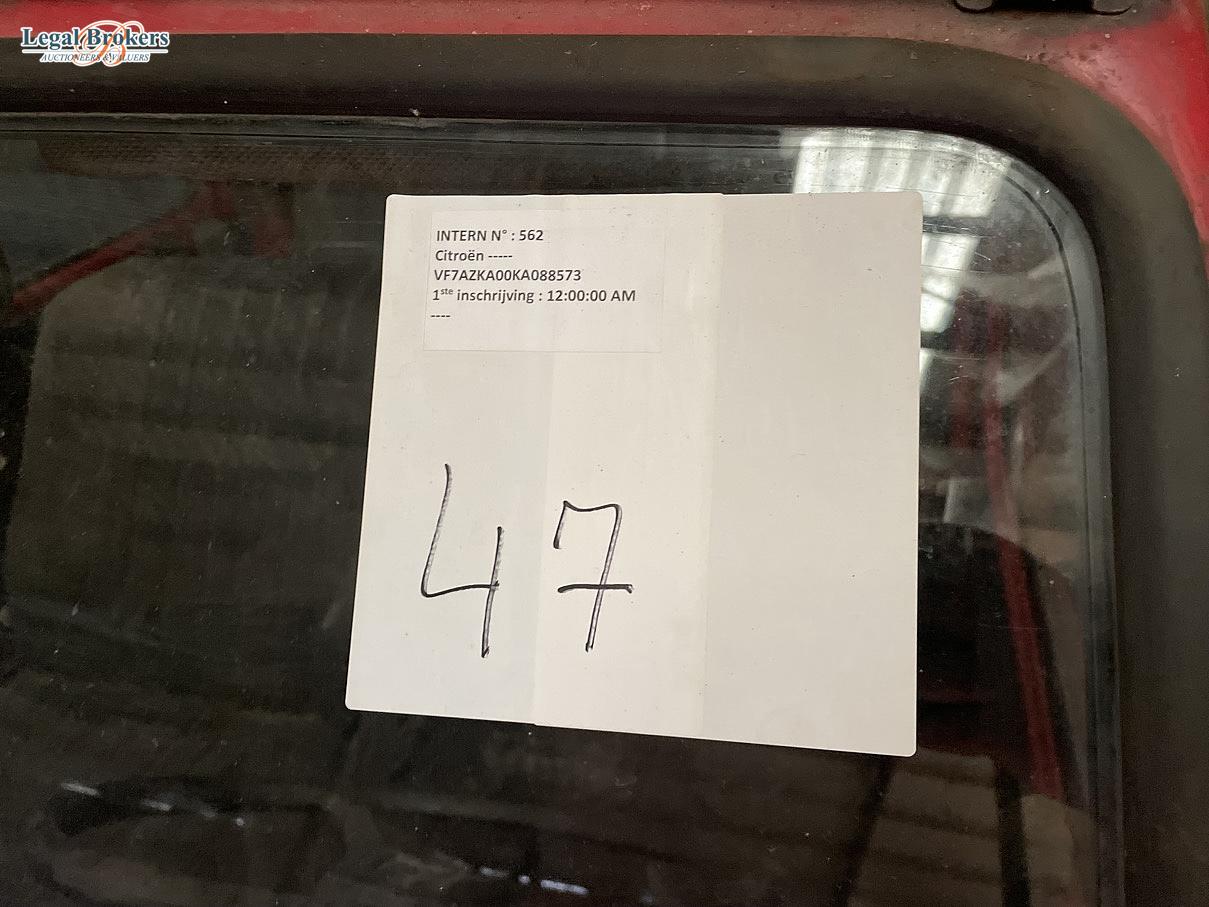 Legal Brokers
AUCTIONEERS & VALUERS
INTERN N° : 562
Citroën -----
VF7AZKA00KA088573
1ste inschrijving : 12:00:00 AM
----
47